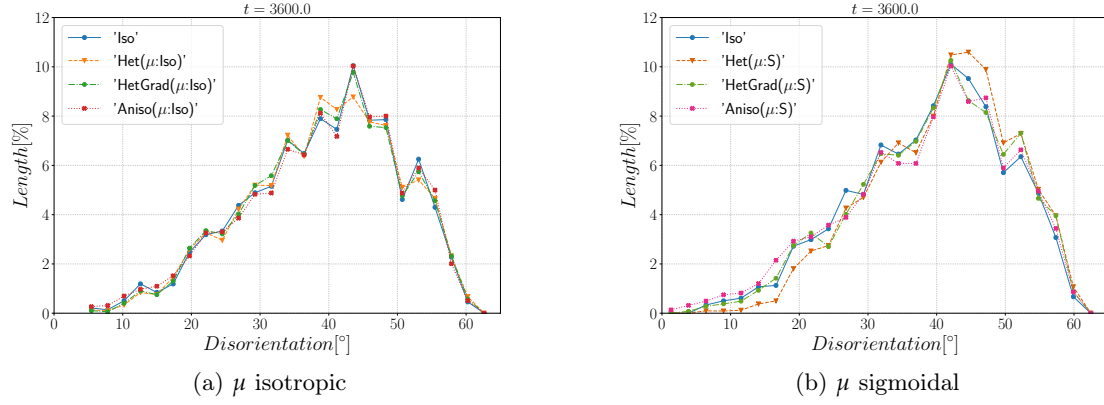 t = 3600.0
12
10
8
6
4
2
0
Length[%]
'Iso'
'Het(μ:Iso)'
'HetGrad(μ:Iso)'
'Aniso(μ:Iso)'
0 10 20 30 40 50 60
Disorientation[°]
(a) μ isotropic
t = 3600.0
12
10
8
6
4
2
0
Length[%]
'Iso'
'Het(μ:S)'
'HetGrad(μ:S)'
'Aniso(μ:S)'
0 10 20 30 40 50 60
Disorientation[°]
(b) μ sigmoidal